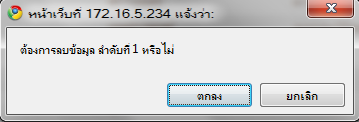 หน้าเว็บที่ 172.16.5.234 แจ้งว่า:
ต้องการลบข้อมูล ลำดับที่ 1 หรือไม่
ตกลง
ยกเลิก